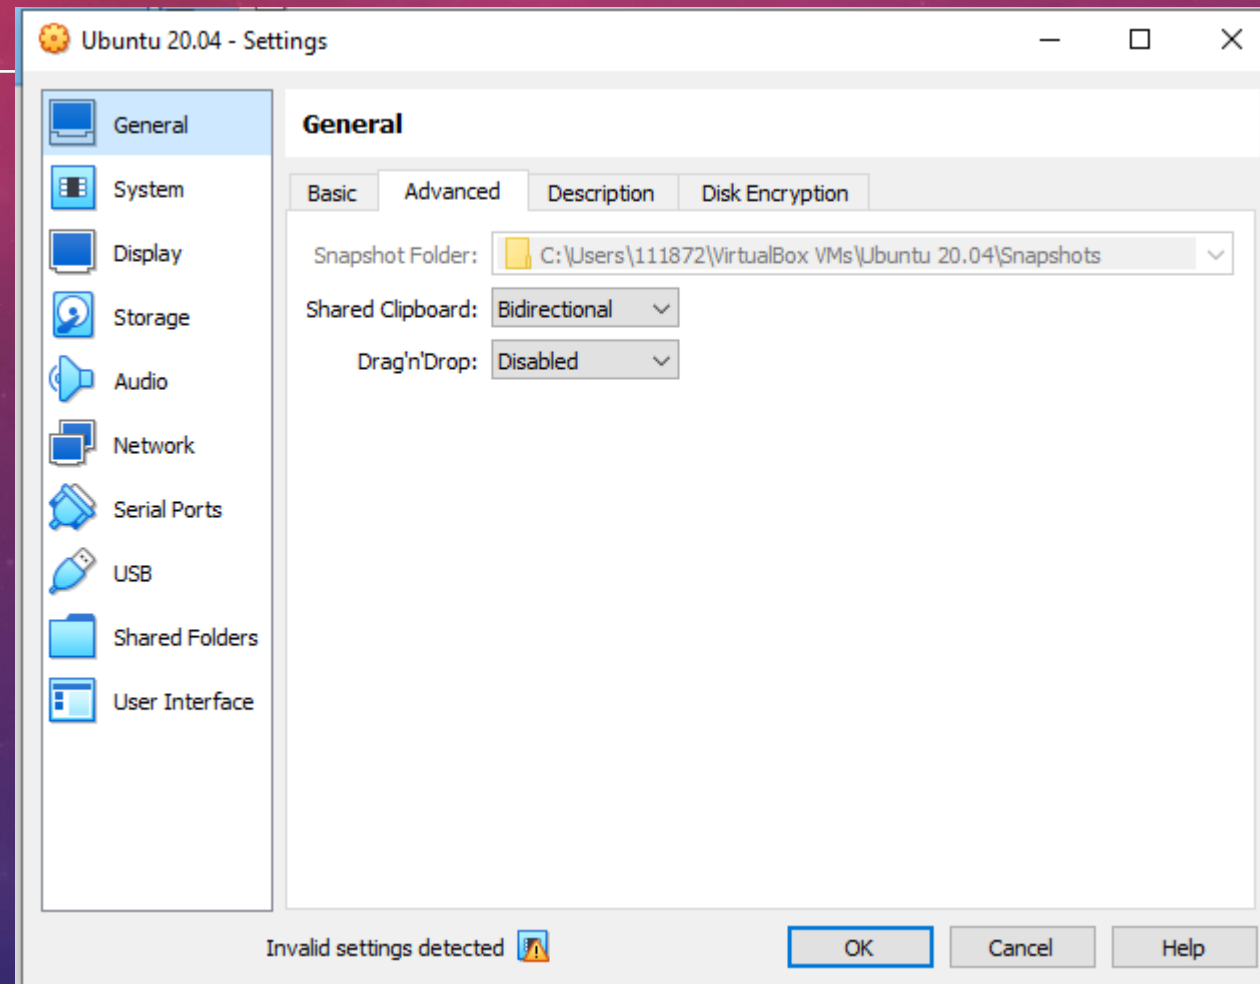 Ubuntu 20.04 - Settings
General
System
Display
Storage
Audio
Network
Serial Ports
USB
Shared Folders
User Interface
General
Basic Advanced Description Disk Encryption
Snapshot Folder: C:\Users\111872\VirtualBox VMs\Ubuntu 20.04\Snapshots
Shared Clipboard: Bidirectional
Drag'n'Drop: Disabled
Invalid settings detected
OK Cancel Help